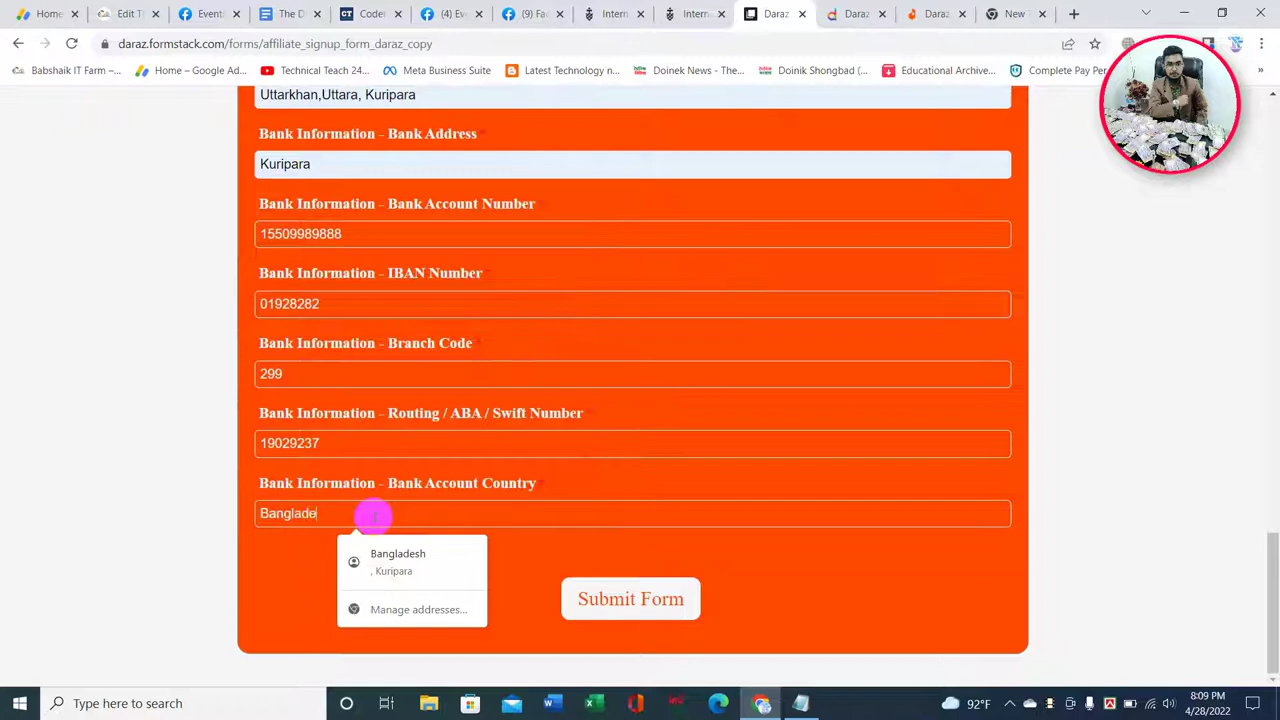 Home
Edit 18
Event
Di
Coder
(4) Ev
(9) Fa
Intern
Intern
Daraz
Daraz
Daraz
New T
daraz.formstack.com/forms/affiliate_signup_form_daraz_copy
Babshaik IT Farm –...
Home – Google Ad...
Technical Teach 24...
Meta Business Suite
Latest Technology n...
Doinek News - The...
Doinik Shongbad –...
Educational Archive...
Complete Pay Per
»
Uttarkhan,Uttara, Kuripara
Bank Information - Bank Address *
Kuripara
Bank Information - Bank Account Number *
15509989888
Bank Information - IBAN Number *
01928282
Bank Information - Branch Code *
299
Bank Information - Routing / ABA / Swift Number *
19029237
Bank Information - Bank Account Country *
Banglade
Bangladesh
, Kuripara
Manage addresses...
Submit Form
Type here to search
92°F
8:09 PM
4/28/2022